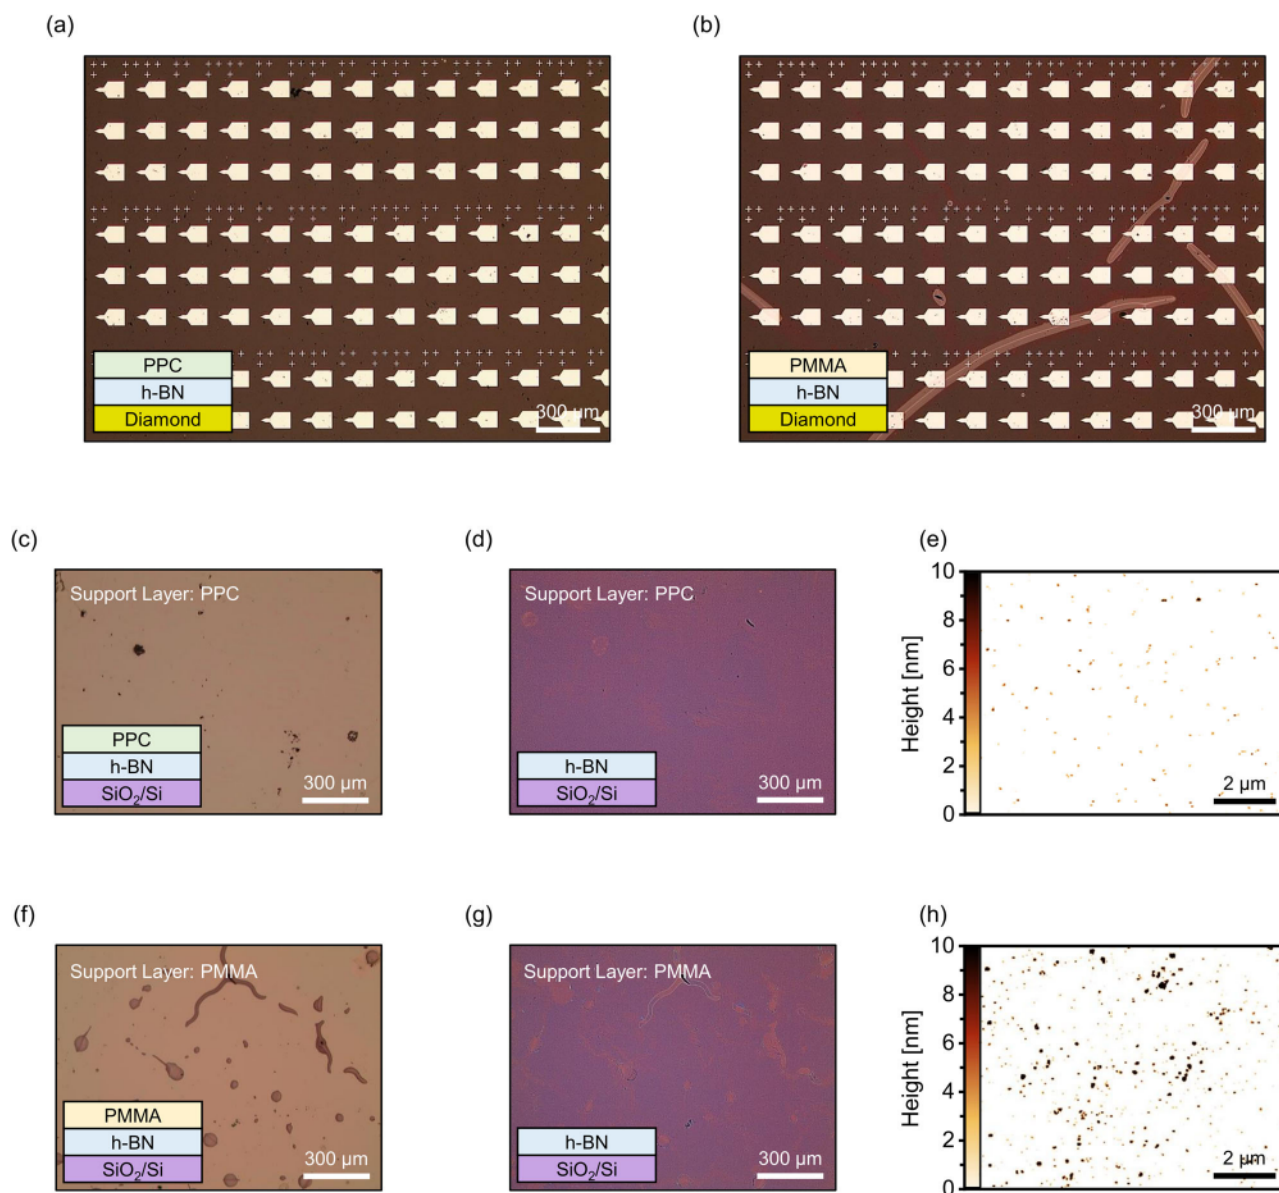 (a)
(b)
PPC
h-BN
Diamond
300 µm
PMMA
h-BN
Diamond
300 µm
(c)
(d)
(e)
Support Layer: PPC
PPC
h-BN
SiO₂/Si
300 µm
Support Layer: PPC
h-BN
SiO₂/Si
300 µm
Height [nm]
10
8
6
4
2
0
2 µm
(f)
(g)
(h)
Support Layer: PMMA
PMMA
h-BN
SiO₂/Si
300 µm
Support Layer: PMMA
h-BN
SiO₂/Si
300 µm
Height [nm]
10
8
6
4
2
0
2 µm